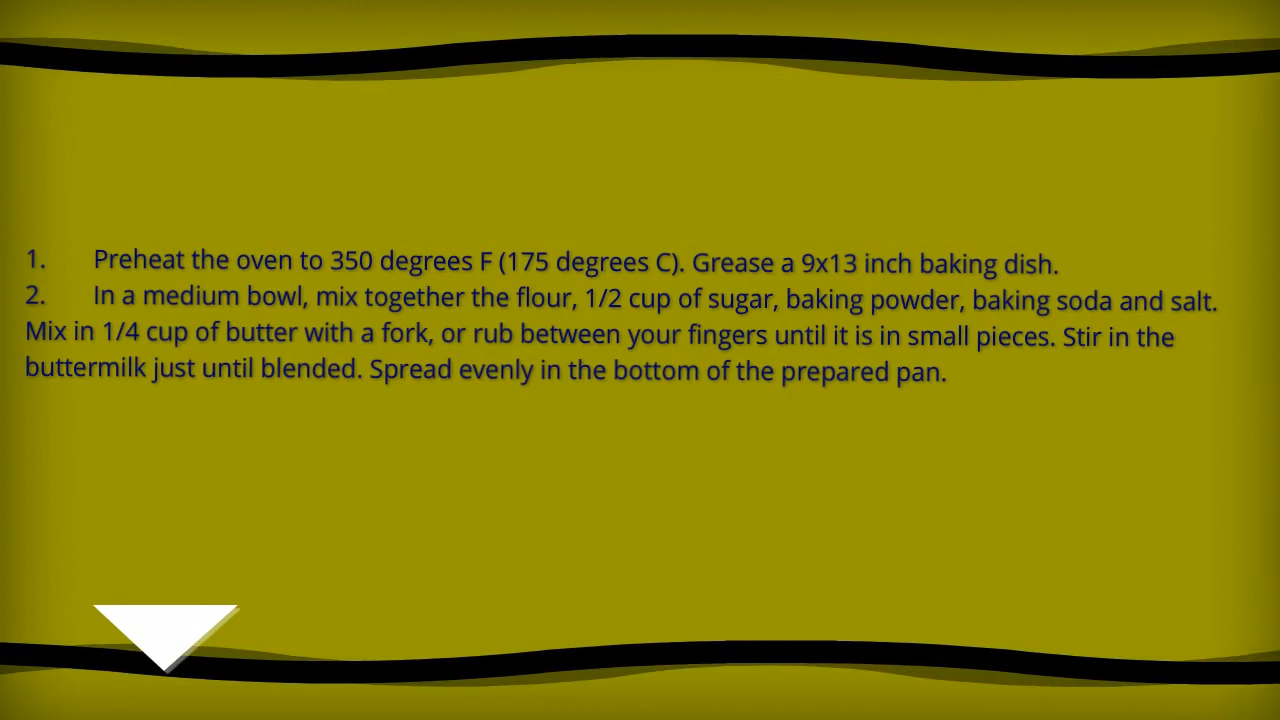 1. Preheat the oven to 350 degrees F (175 degrees C). Grease a 9x13 inch baking dish.
2. In a medium bowl, mix together the flour, 1/2 cup of sugar, baking powder, baking soda and salt.
Mix in 1/4 cup of butter with a fork, or rub between your fingers until it is in small pieces. Stir in the
buttermilk just until blended. Spread evenly in the bottom of the prepared pan.